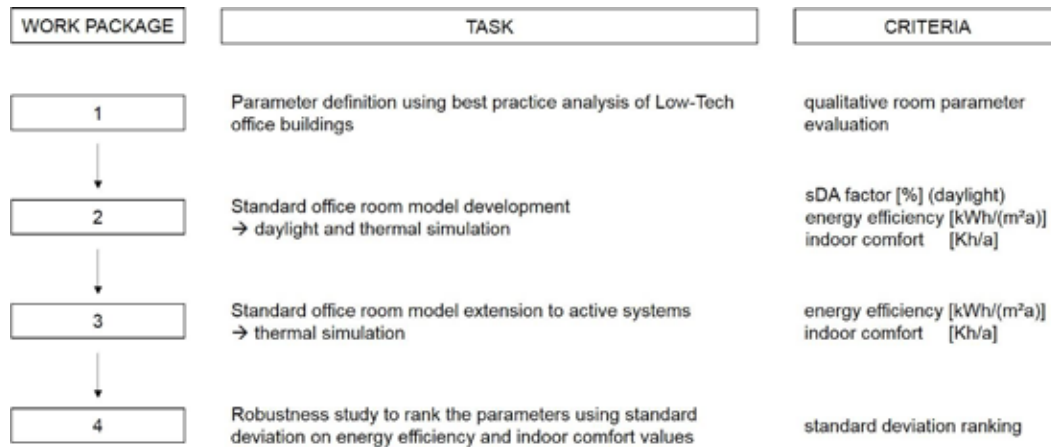 WORK PACKAGE
TASK
CRITERIA
1
Parameter definition using best practice analysis of Low-Tech
office buildings
qualitative room parameter
evaluation
2
Standard office room model development
→ daylight and thermal simulation
sDA factor [%] (daylight)
energy efficiency [kWh/(m²a)]
indoor comfort [Kh/a]
3
Standard office room model extension to active systems
→ thermal simulation
energy efficiency [kWh/(m²a)]
indoor comfort [Kh/a]
4
Robustness study to rank the parameters using standard
deviation on energy efficiency and indoor comfort values
standard deviation ranking